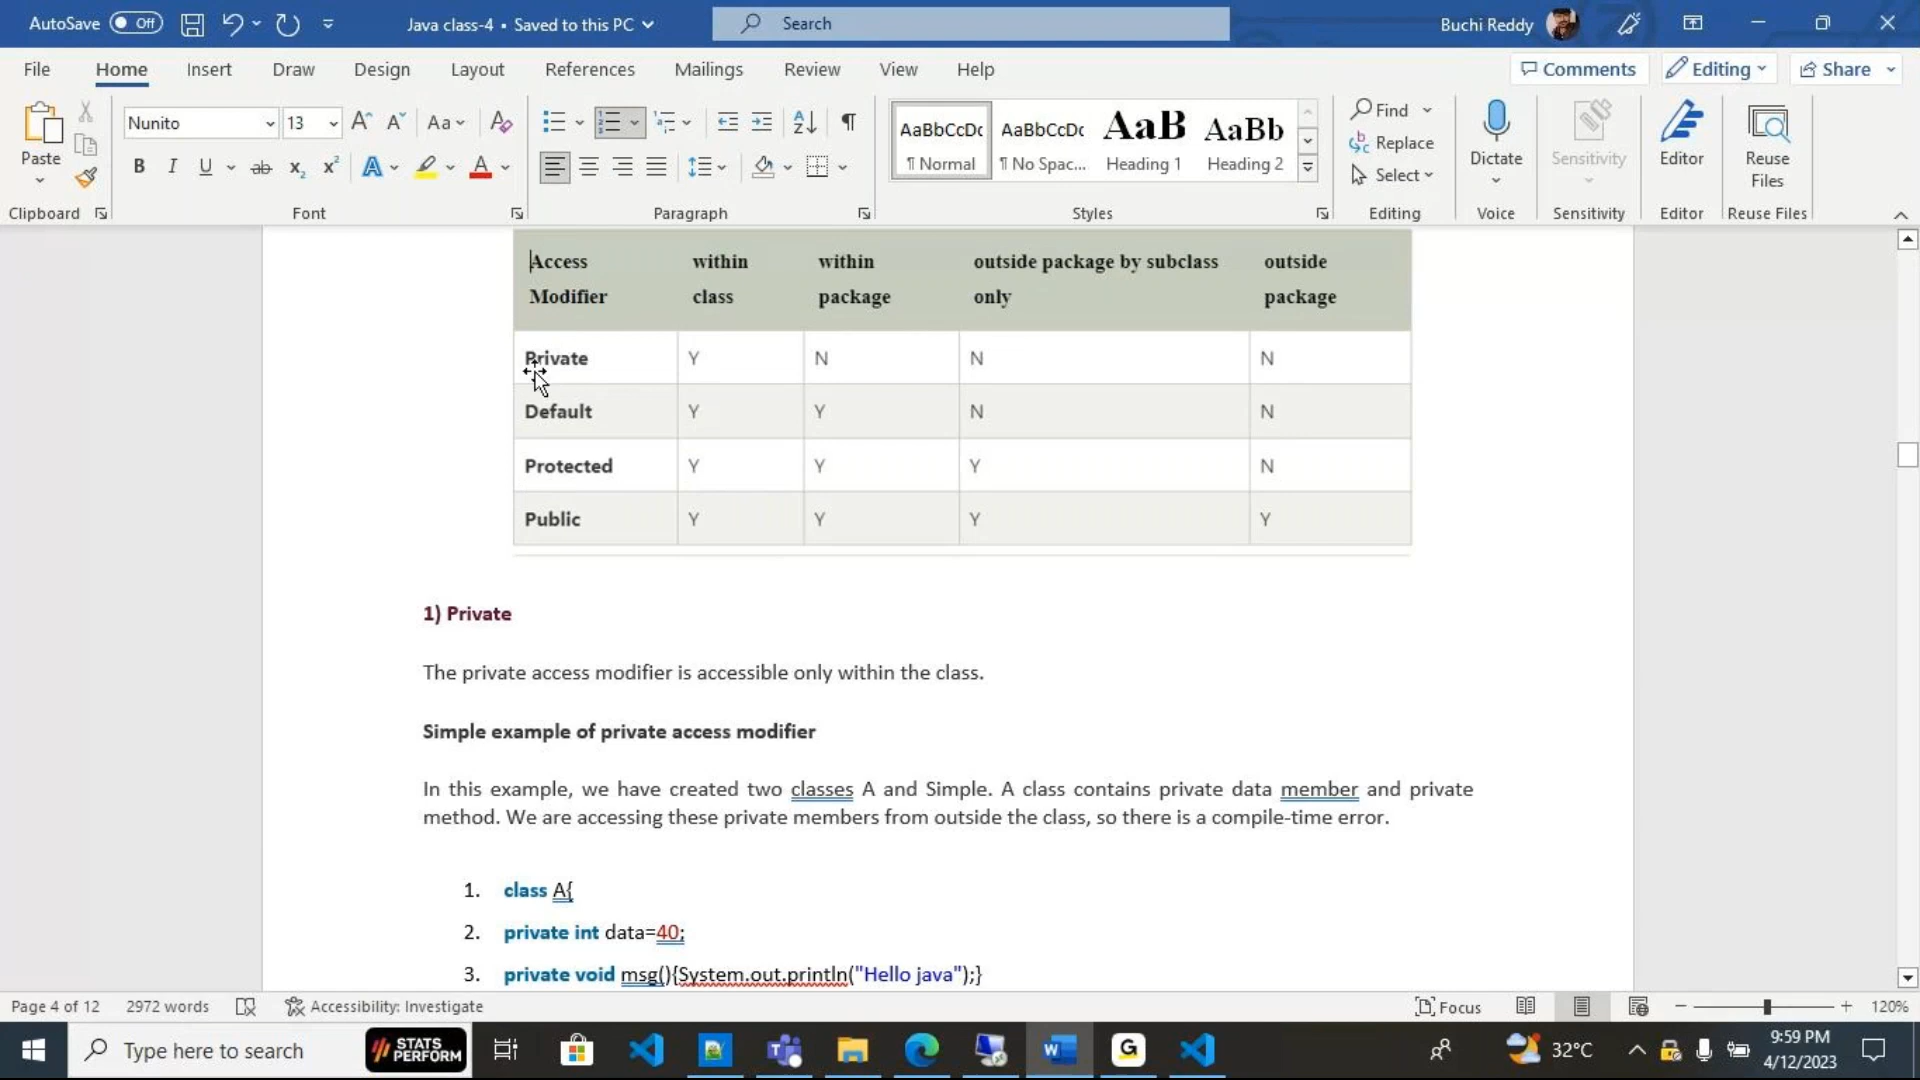 AutoSave Off Java class-4 • Saved to this PC Search Buchi Reddy
File Home Insert Draw Design Layout References Mailings Review View Help Comments Editing Share
Paste
Clipboard
Nunito 13 Aa
B I U ab x₂ x² A A
Font
Paragraph
AaBbCcDc AaBbCcDc AaB AaBb
¶ Normal ¶ No Spac... Heading 1 Heading 2
Styles
Find
Replace
Select
Editing
Dictate
Voice
Sensitivity
Sensitivity
Editor
Editor
Reuse
Files
Reuse Files
Access Modifier within class within package outside package by subclass only outside package
Private Y N N N
Default Y Y N N
Protected Y Y Y N
Public Y Y Y Y
1) Private
The private access modifier is accessible only within the class.
Simple example of private access modifier
In this example, we have created two classes A and Simple. A class contains private data member and private
method. We are accessing these private members from outside the class, so there is a compile-time error.
1. class A{
2. private int data=40;
3. private void msg(){System.out.println("Hello java");}
Page 4 of 12 2972 words Accessibility: Investigate Focus 120%
Type here to search STATS PERFORM 32°C 9:59 PM
4/12/2023